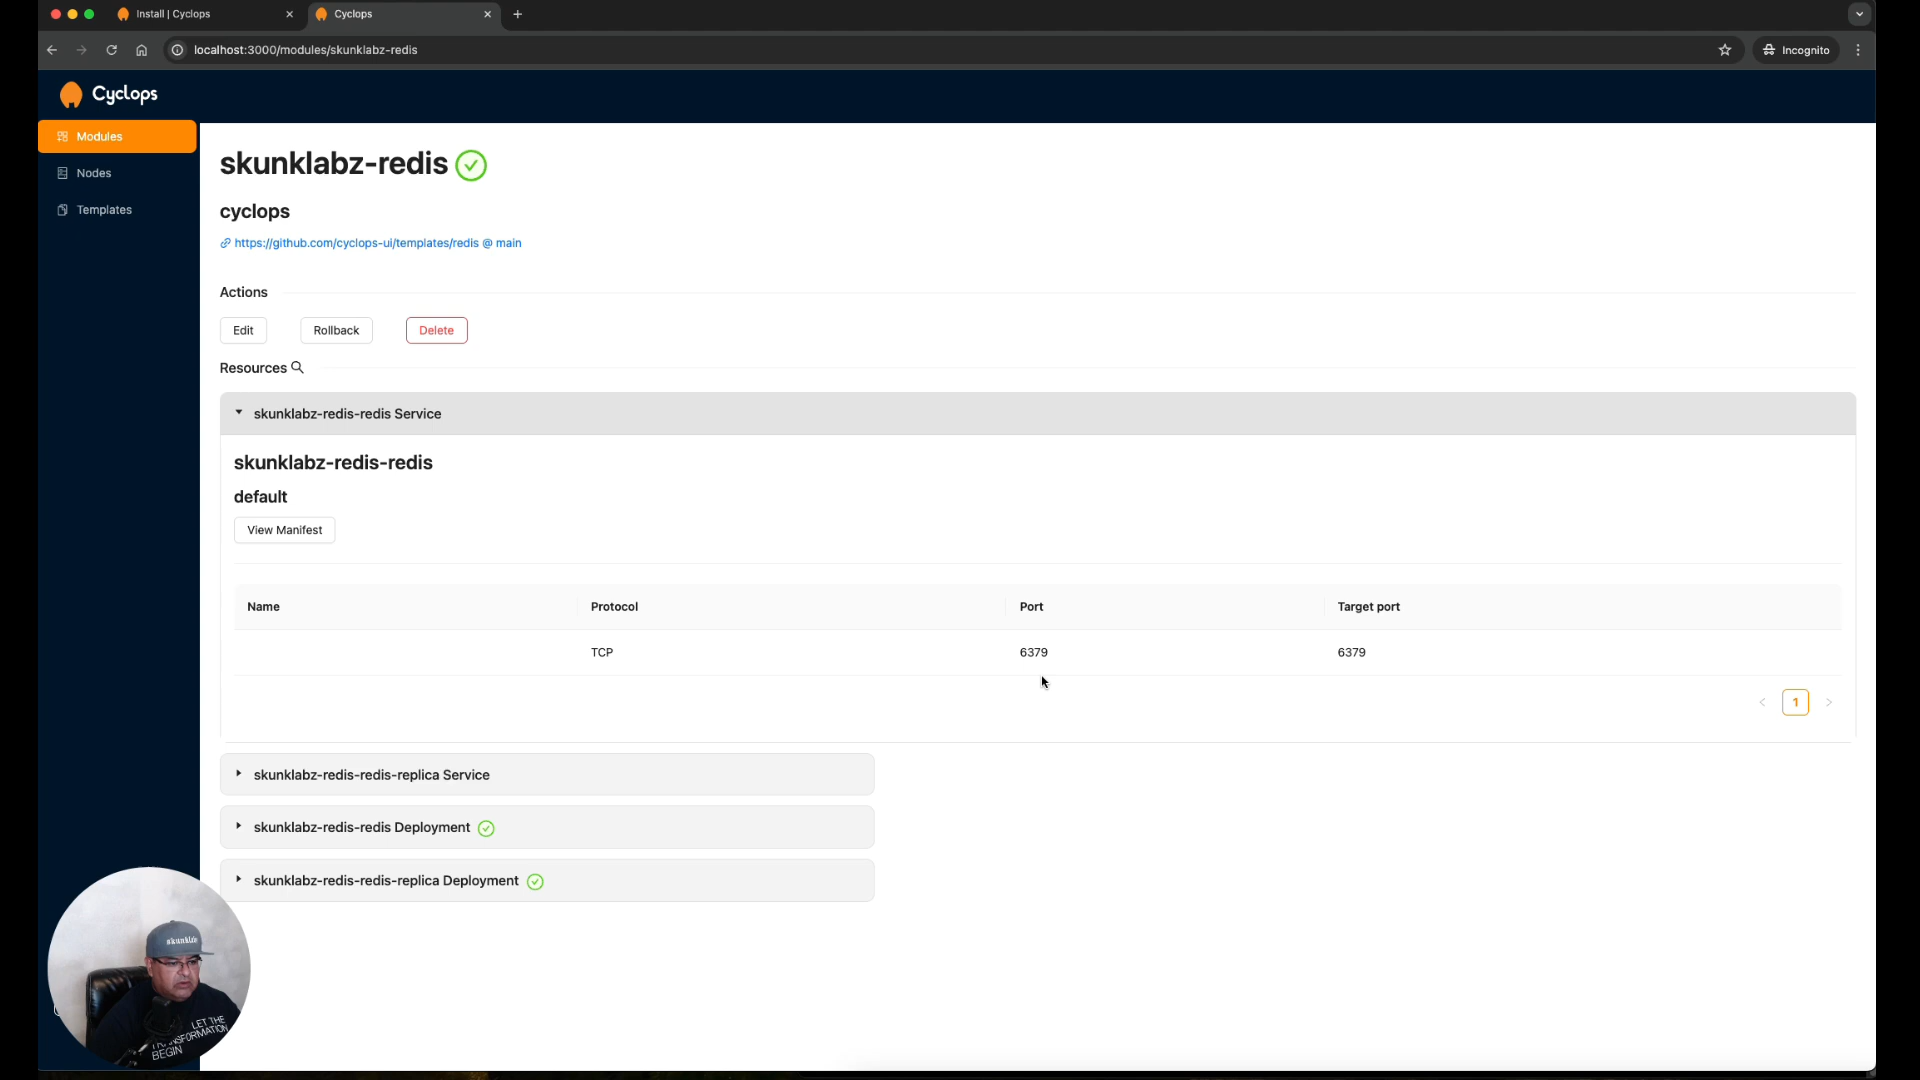 Install | Cyclops
Cyclops
localhost:3000/modules/skunklabz-redis
Incognito
Cyclops
Modules
Nodes
Templates
skunklabz-redis
cyclops
https://github.com/cyclops-ui/templates/redis @ main
Actions
Edit
Rollback
Delete
Resources
skunklabz-redis-redis Service
skunklabz-redis-redis
default
View Manifest
Name
Protocol
Port
Target port
TCP
6379
6379
1
skunklabz-redis-redis-replica Service
skunklabz-redis-redis Deployment
skunklabz-redis-redis-replica Deployment
LET THE
BEGIN